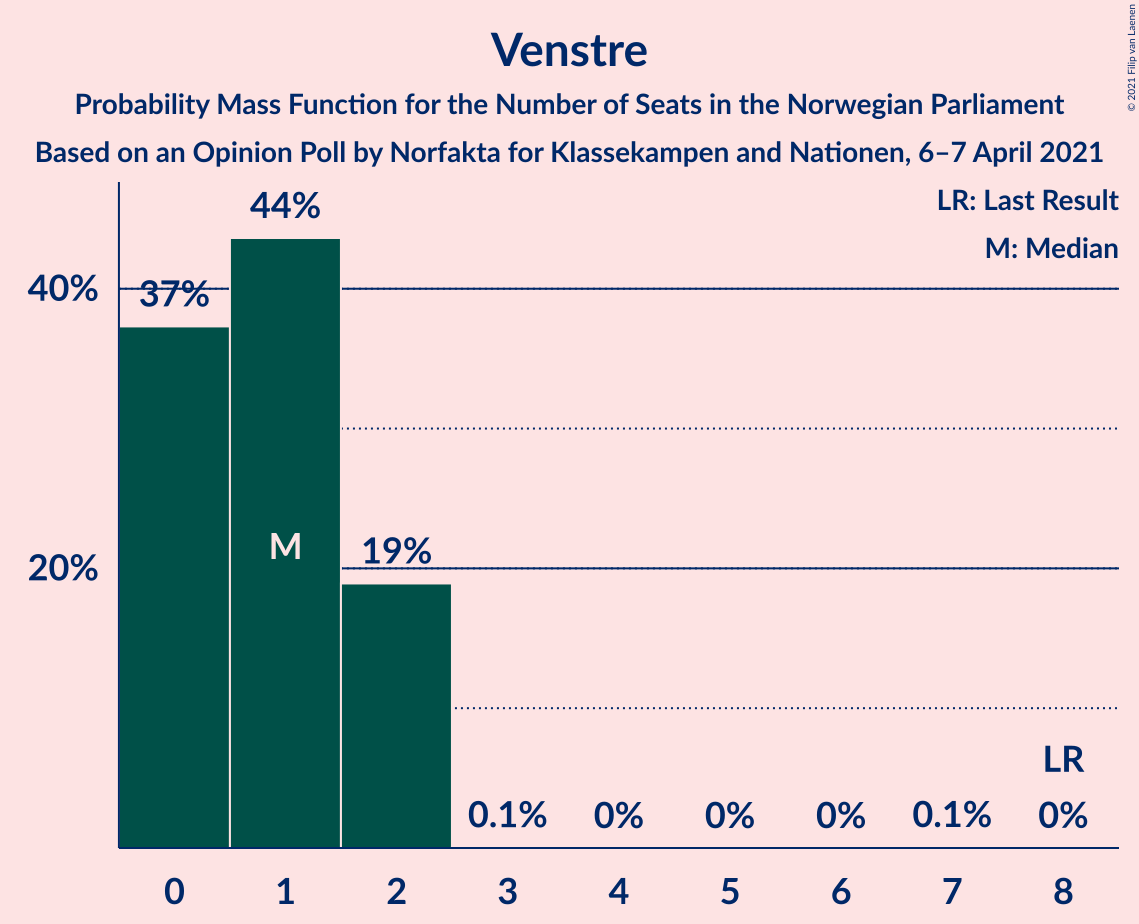 Venstre
Probability Mass Function for the Number of Seats in the Norwegian Parliament
Based on an Opinion Poll by Norfakta for Klassekampen and Nationen, 6–7 April 2021
© 2021 Filip van Laenen
LR: Last Result
M: Median
44%
40%
37%
M
19%
20%
LR
0.1% 0% 0% 0% 0.1% 0%
0 1 2 3 4 5 6 7 8